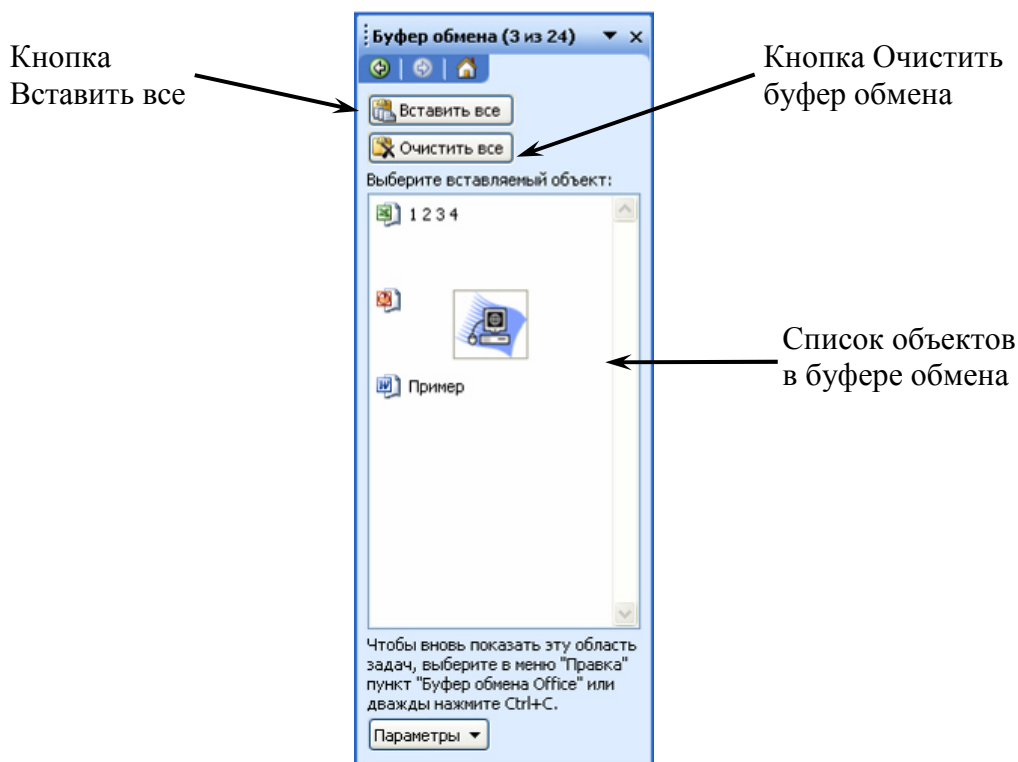 Буфер обмена (3 из 24)
Кнопка
Вставить все
Кнопка Очистить
буфер обмена
Вставить все
Очистить все
Выберите вставляемый объект:
1 2 3 4
Список объектов
в буфере обмена
Пример
Чтобы вновь показать эту область
задач, выберите в меню "Правка"
пункт "Буфер обмена Office" или
дважды нажмите Ctrl+C.
Параметры